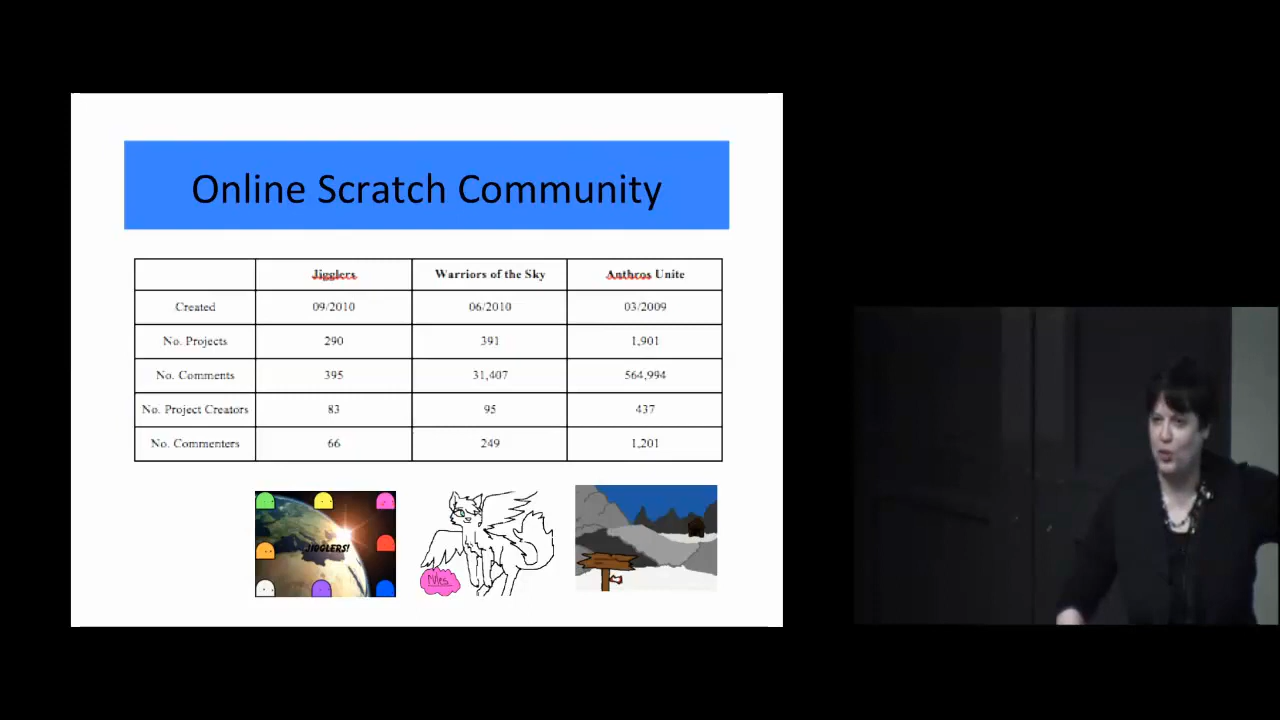 Online Scratch Community
Jigglers Warriors of the Sky Anthros Unite
Created 09/2010 06/2010 03/2009
No. Projects 290 391 1,901
No. Comments 395 31,407 564,994
No. Project Creators 83 95 437
No. Commenters 66 249 1,201
JIGGLERS!